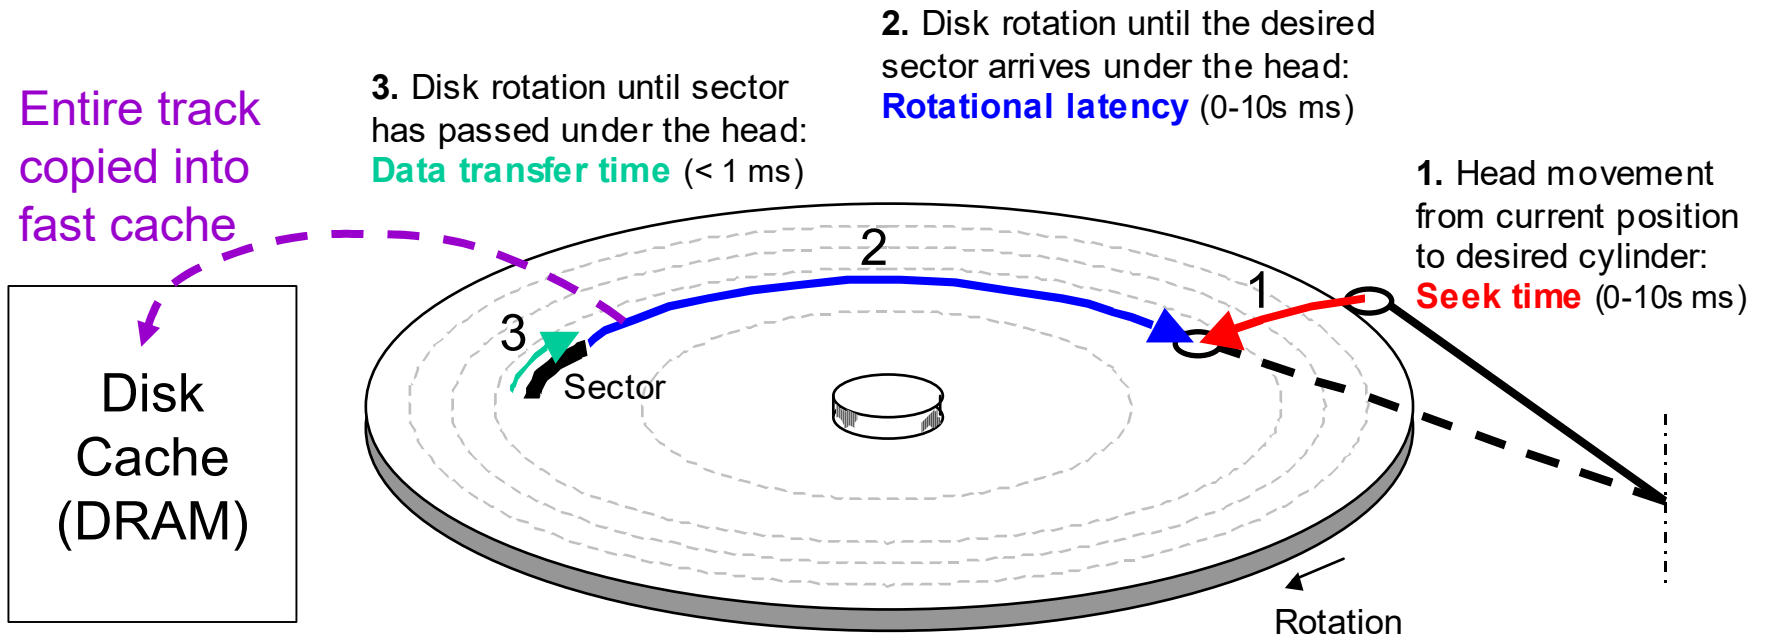 2. Disk rotation until the desired
sector arrives under the head:
Rotational latency (0-10s ms)
3. Disk rotation until sector
has passed under the head:
Data transfer time (< 1 ms)
Entire track
copied into
fast cache
1. Head movement
from current position
to desired cylinder:
Seek time (0-10s ms)
2
1
3
Sector
Disk
Cache
(DRAM)
Rotation